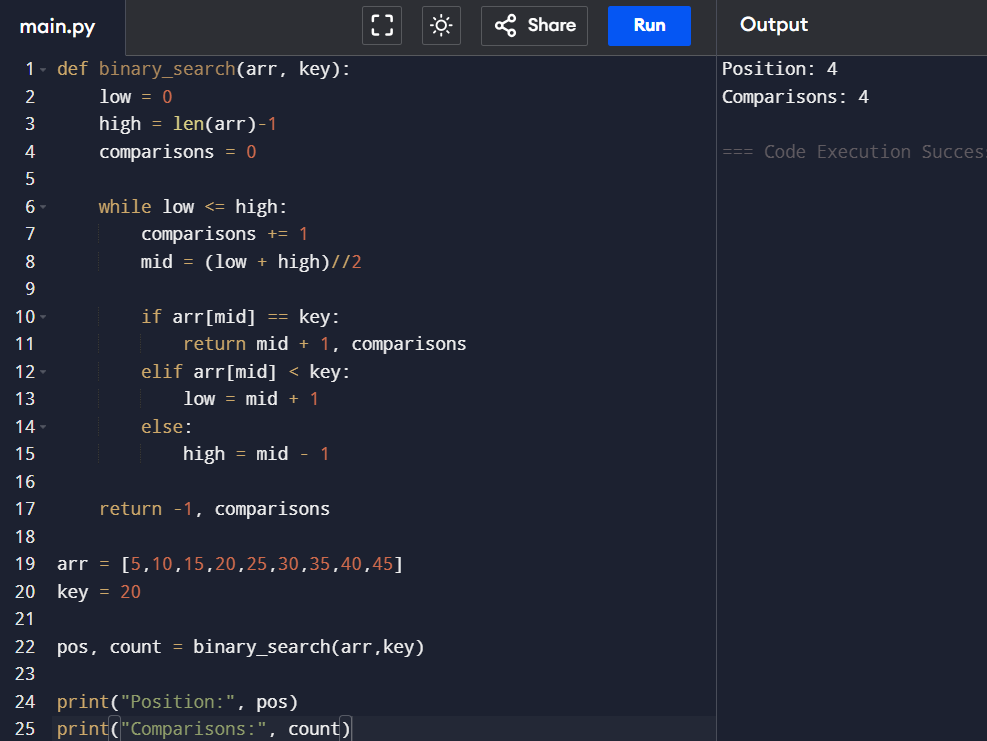 main.py
Share
Run
Output
1 def binary_search(arr, key):
2     low = 0
3     high = len(arr)-1
4     comparisons = 0
5
6     while low <= high:
7         comparisons += 1
8         mid = (low + high)//2
9
10         if arr[mid] == key:
11             return mid + 1, comparisons
12         elif arr[mid] < key:
13             low = mid + 1
14         else:
15             high = mid - 1
16
17     return -1, comparisons
18
19 arr = [5,10,15,20,25,30,35,40,45]
20 key = 20
21
22 pos, count = binary_search(arr,key)
23
24 print("Position:", pos)
25 print("Comparisons:", count)
Position: 4
Comparisons: 4
=== Code Execution Succes